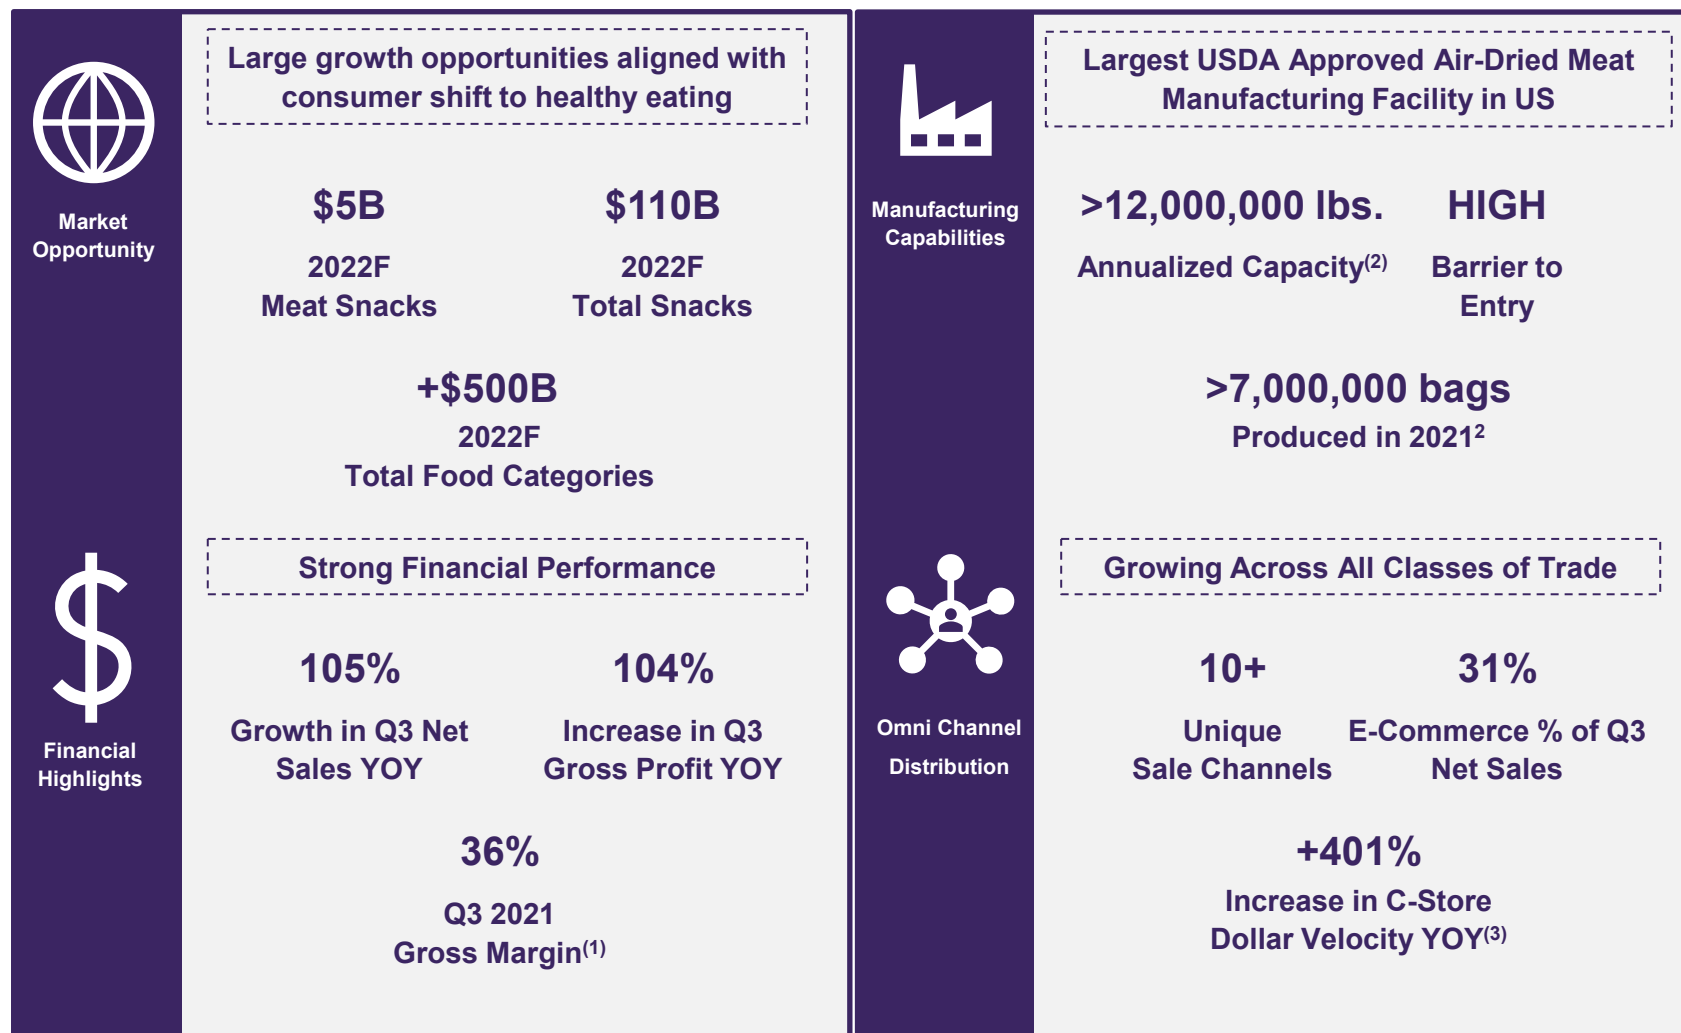 Large growth opportunities aligned with
consumer shift to healthy eating
Market
Opportunity
$5B
2022F
Meat Snacks
$110B
2022F
Total Snacks
+$500B
2022F
Total Food Categories
Largest USDA Approved Air-Dried Meat
Manufacturing Facility in US
Manufacturing
Capabilities
>12,000,000 lbs.
Annualized Capacity(2)
HIGH
Barrier to
Entry
>7,000,000 bags
Produced in 2021²
Strong Financial Performance
Financial
Highlights
105%
Growth in Q3 Net
Sales YOY
104%
Increase in Q3
Gross Profit YOY
36%
Q3 2021
Gross Margin(1)
Growing Across All Classes of Trade
Omni Channel
Distribution
10+
Unique
Sale Channels
31%
E-Commerce % of Q3
Net Sales
+401%
Increase in C-Store
Dollar Velocity YOY(3)